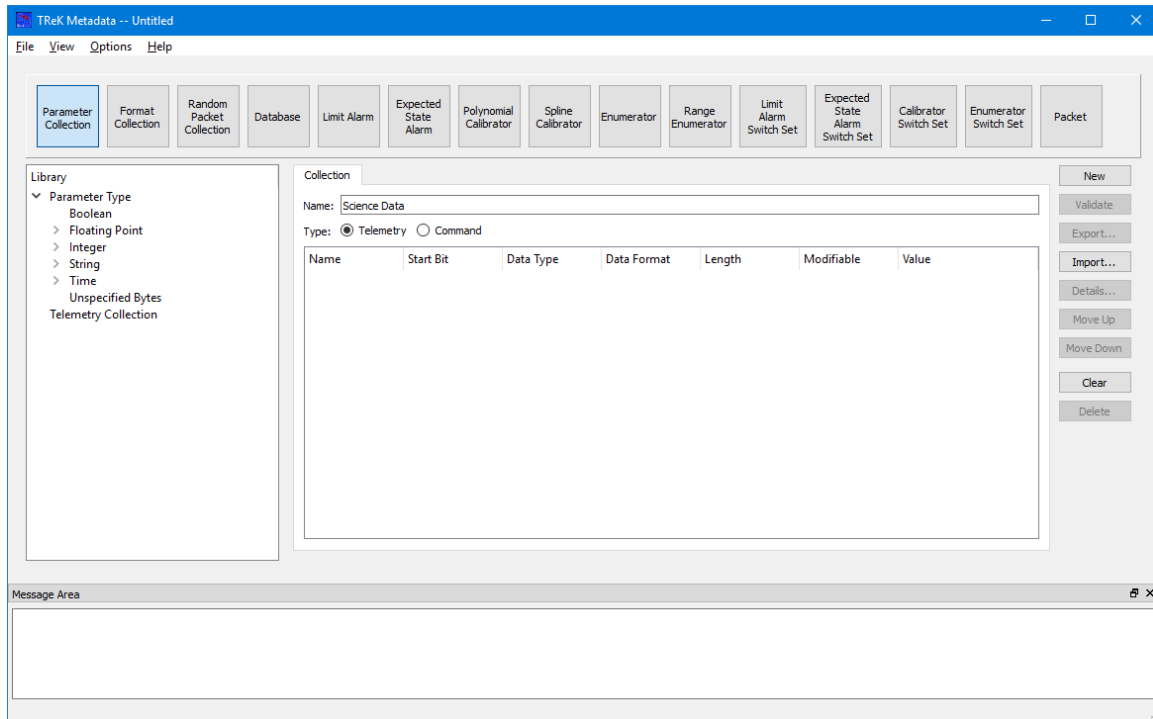 TReK Metadata -- Untitled
File View Options Help
Parameter Collection
Format Collection
Random Packet Collection
Database
Limit Alarm
Expected State Alarm
Polynomial Calibrator
Spline Calibrator
Enumerator
Range Enumerator
Limit Alarm Switch Set
Expected State Alarm Switch Set
Calibrator Switch Set
Enumerator Switch Set
Packet
Library
Parameter Type
Boolean
Floating Point
Integer
String
Time
Unspecified Bytes
Telemetry Collection
Collection
Name: Science Data
Type: Telemetry Command
Name Start Bit Data Type Data Format Length Modifiable Value
New
Validate
Export...
Import...
Details...
Move Up
Move Down
Clear
Delete
Message Area